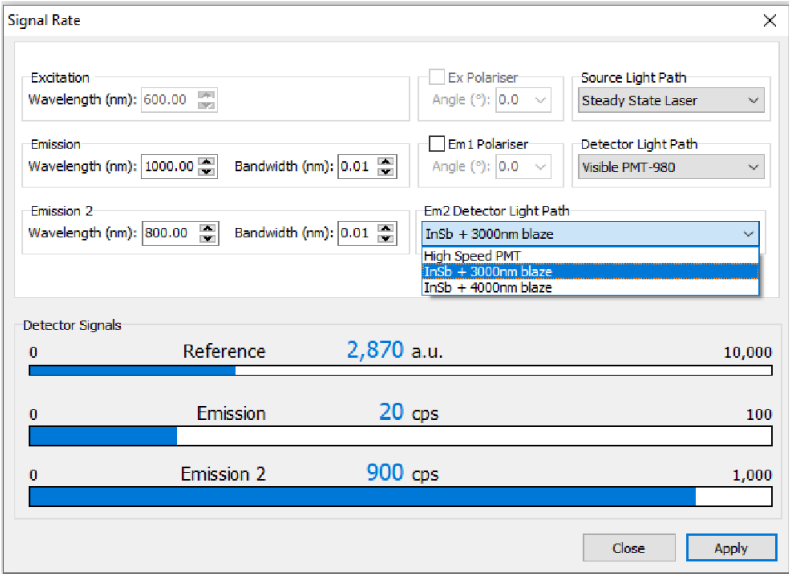 Signal Rate
Excitation
Wavelength (nm): 600.00
Ex Polariser
Angle (°): 0.0
Source Light Path
Steady State Laser
Emission
Wavelength (nm): 1000.00 Bandwidth (nm): 0.01
Em1 Polariser
Angle (°): 0.0
Detector Light Path
Visible PMT-980
Emission 2
Wavelength (nm): 800.00 Bandwidth (nm): 0.01
Em2 Detector Light Path
InSb + 3000nm blaze
High Speed PMT
InSb + 3000nm blaze
InSb + 4000nm blaze
Detector Signals
0 Reference 2,870 a.u. 10,000
0 Emission 20 cps 100
0 Emission 2 900 cps 1,000
Close Apply